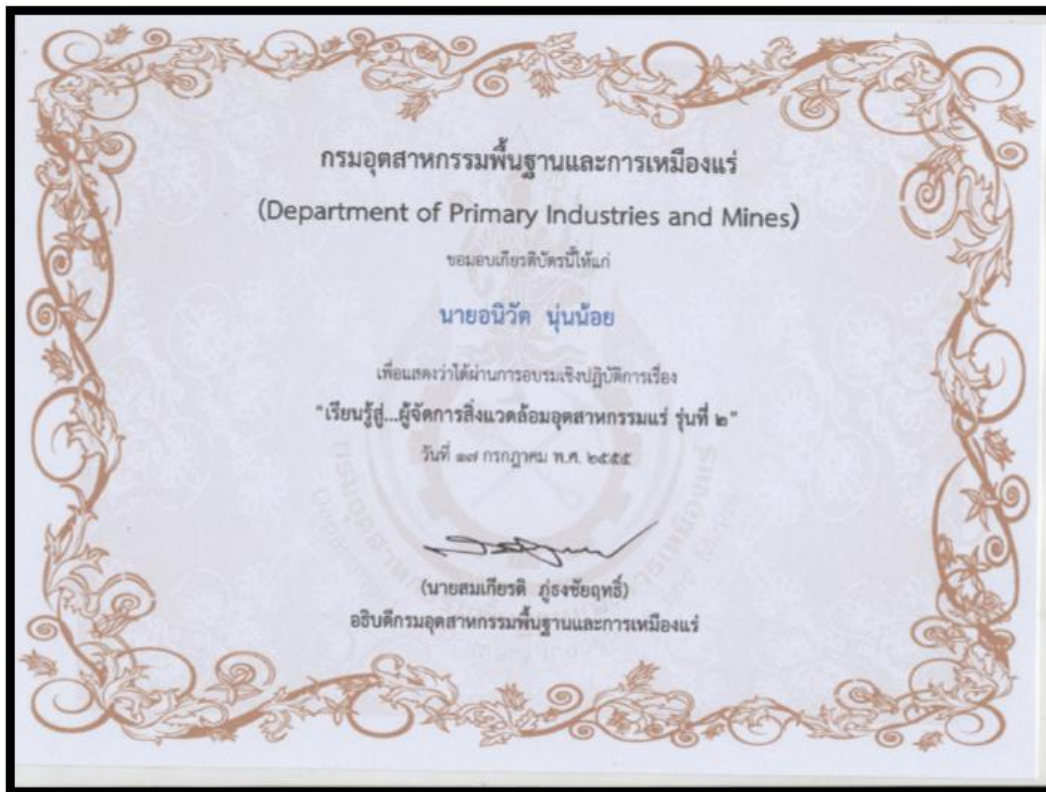 กรมอุตสาหกรรมพื้นฐานและการเหมืองแร่
(Department of Primary Industries and Mines)
ขอมอบเกียรติบัตรนี้ให้แก่
นายอนิวัต นุ่นน้อย
เพื่อแสดงว่าได้ผ่านการอบรมเชิงปฏิบัติการเรื่อง
"เรียนรู้สู่...ผู้จัดการสิ่งแวดล้อมอุตสาหกรรมแร่ รุ่นที่ ๒"
วันที่ ๑๗ กรกฎาคม พ.ศ. ๒๕๕๕
(นายสมเกียรติ ภู่ธงชัยฤทธิ์)
อธิบดีกรมอุตสาหกรรมพื้นฐานและการเหมืองแร่